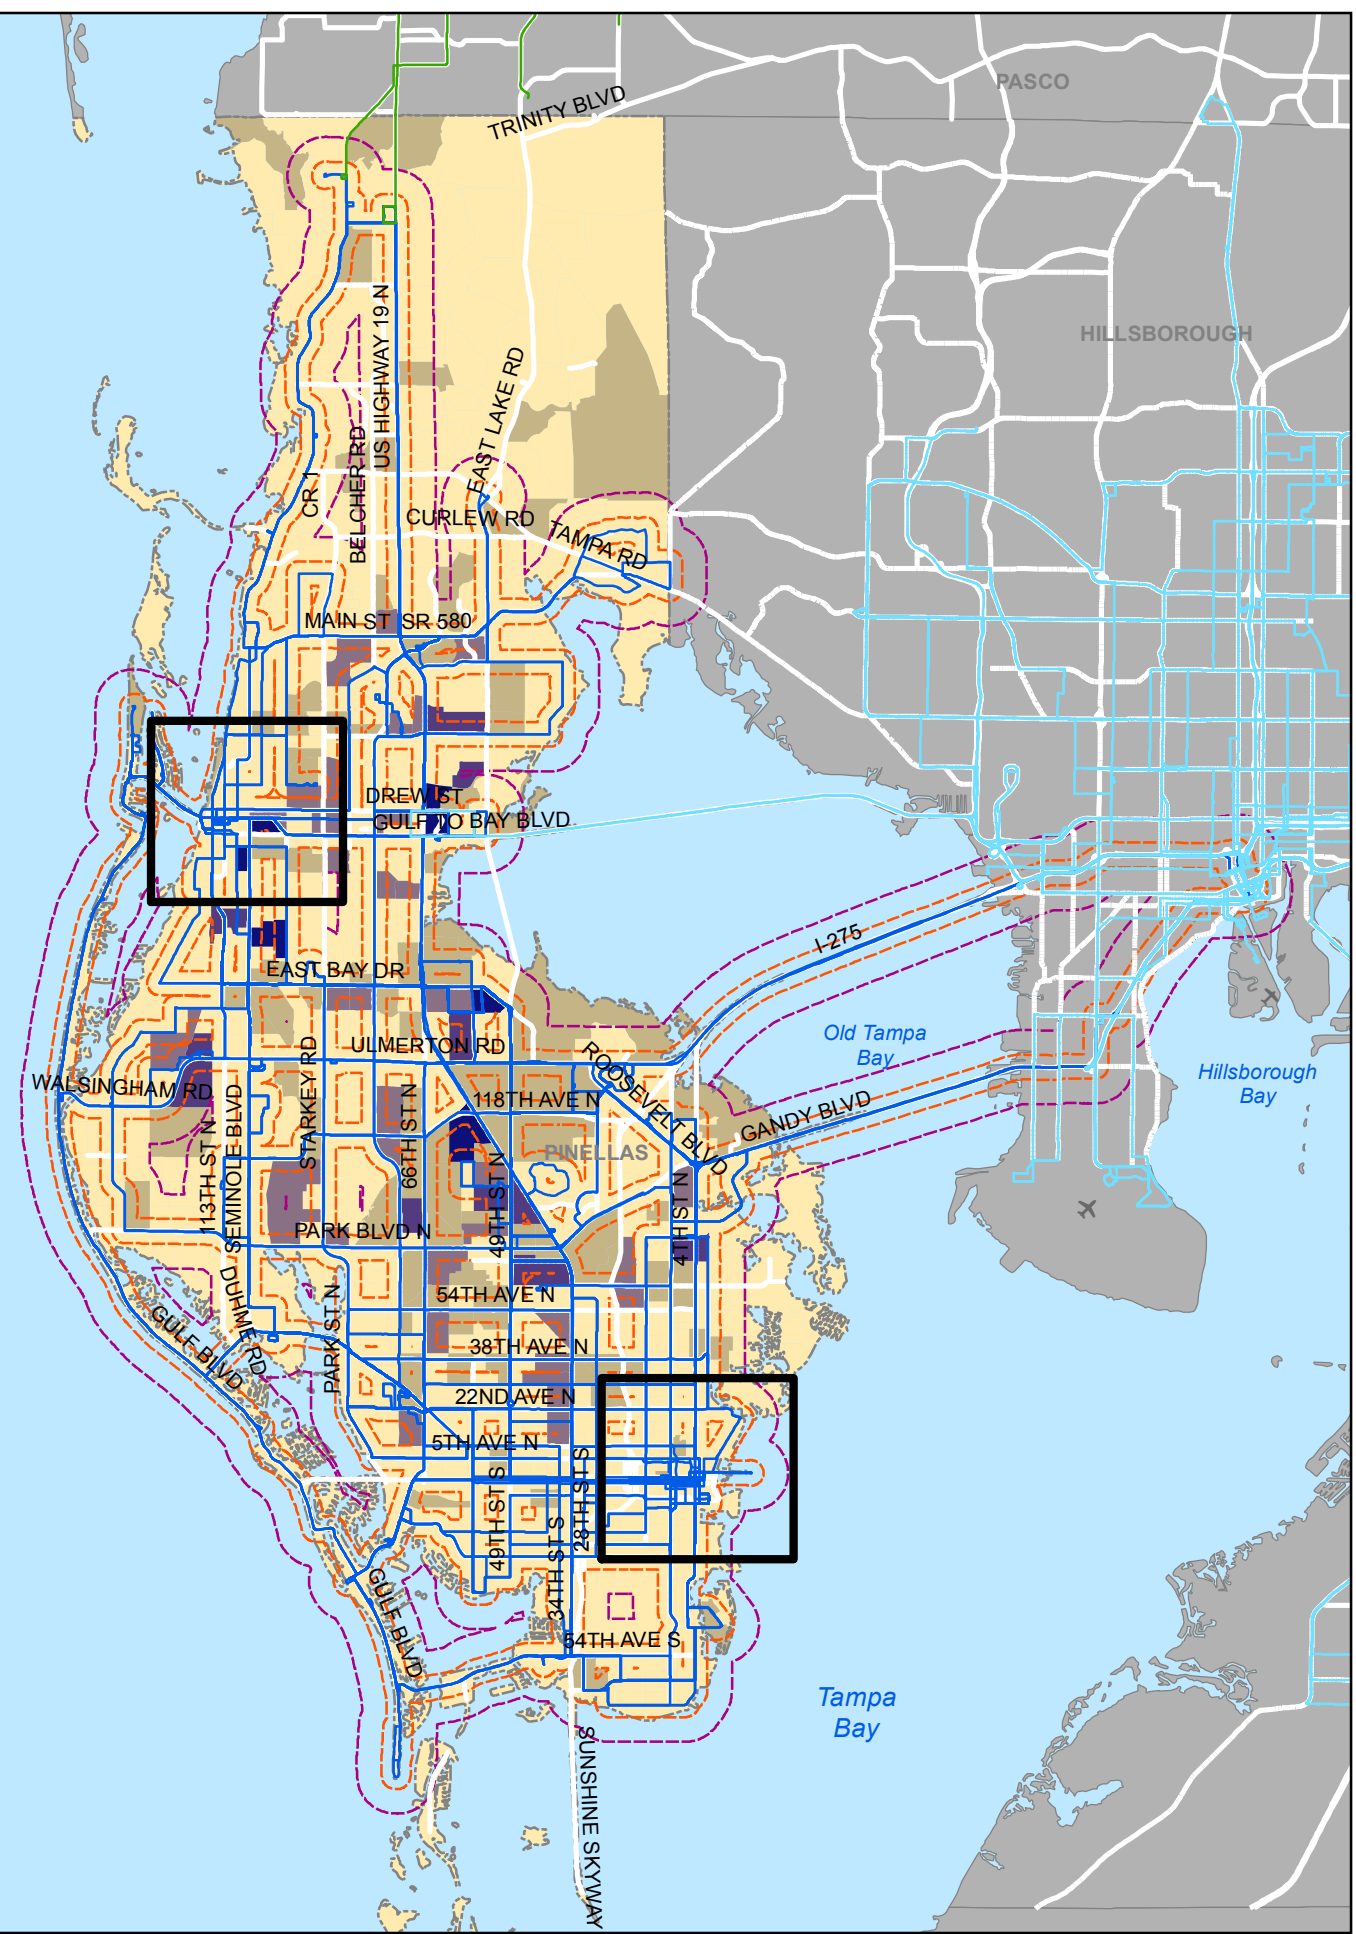 PASCO
TRINITY BLVD
HILLSBOROUGH
US HIGHWAY 19 N
EAST LAKE RD
BELCHER RD
CR 1
CURLEW RD
TAMPA RD
MAIN ST
SR 580
DREW ST
GULF TO BAY BLVD
I-275
EAST BAY DR
Old Tampa
Bay
ULMERTON RD
ROOSEVELT BLVD
Hillsborough
Bay
WALSINGHAM RD
STARKEY RD
118TH AVE N
GANDY BLVD
66TH ST N
PINELLAS
113TH ST N
SEMINOLE BLVD
49TH ST N
4TH ST N
PARK BLVD N
DUHME RD
54TH AVE N
GULF BLVD
PARK ST N
38TH AVE N
22ND AVE N
5TH AVE N
49TH ST S
28TH ST S
34TH ST S
GULF BLVD
54TH AVE S
Tampa
Bay
SUNSHINE SKYWAY